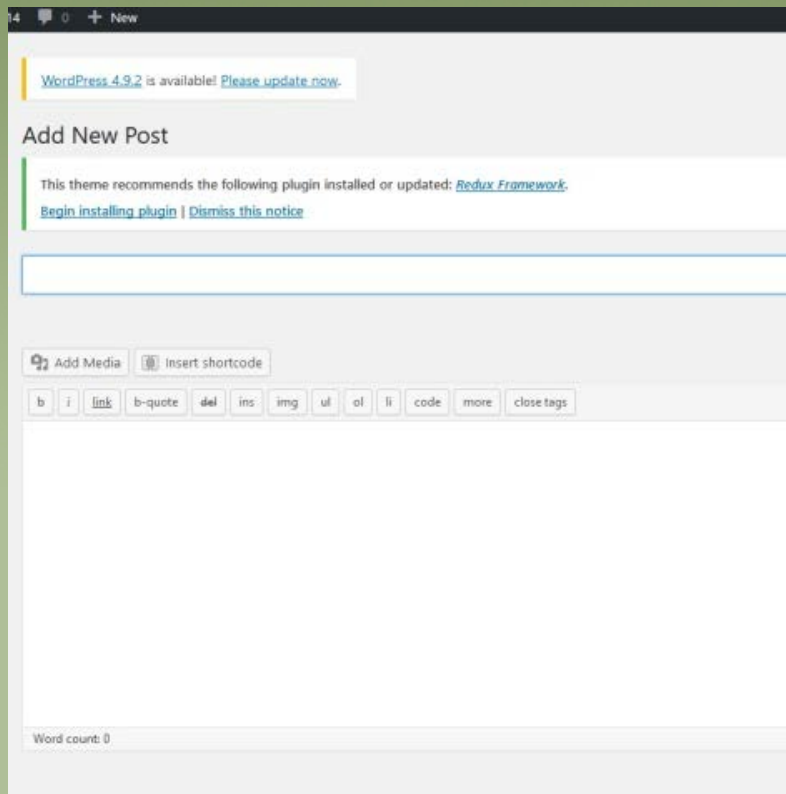 14 0 + New
WordPress 4.9.2 is available! Please update now.
Add New Post
This theme recommends the following plugin installed or updated: Redux Framework.
Begin installing plugin | Dismiss this notice
Add Media Insert shortcode
b i link b-quote del ins img ul ol li code more close tags
Word count: 0